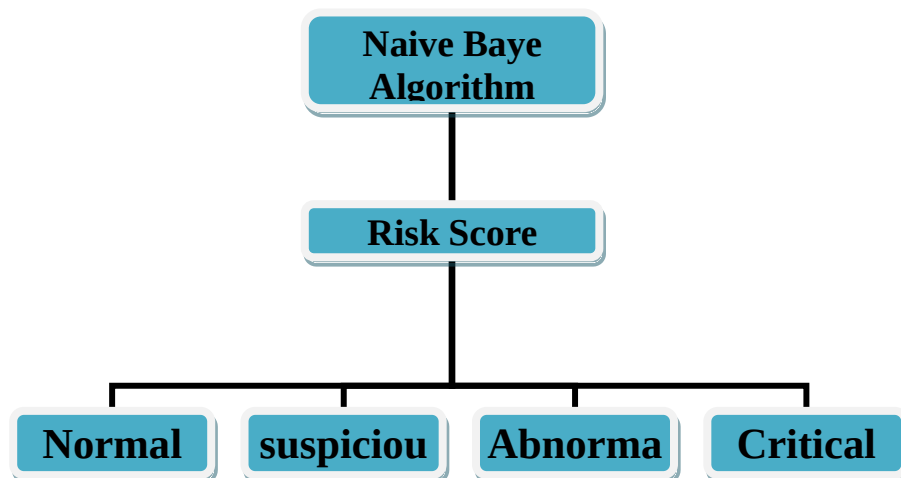 Naive Baye
Algorithm
Risk Score
Normal
suspiciou
Abnorma
Critical